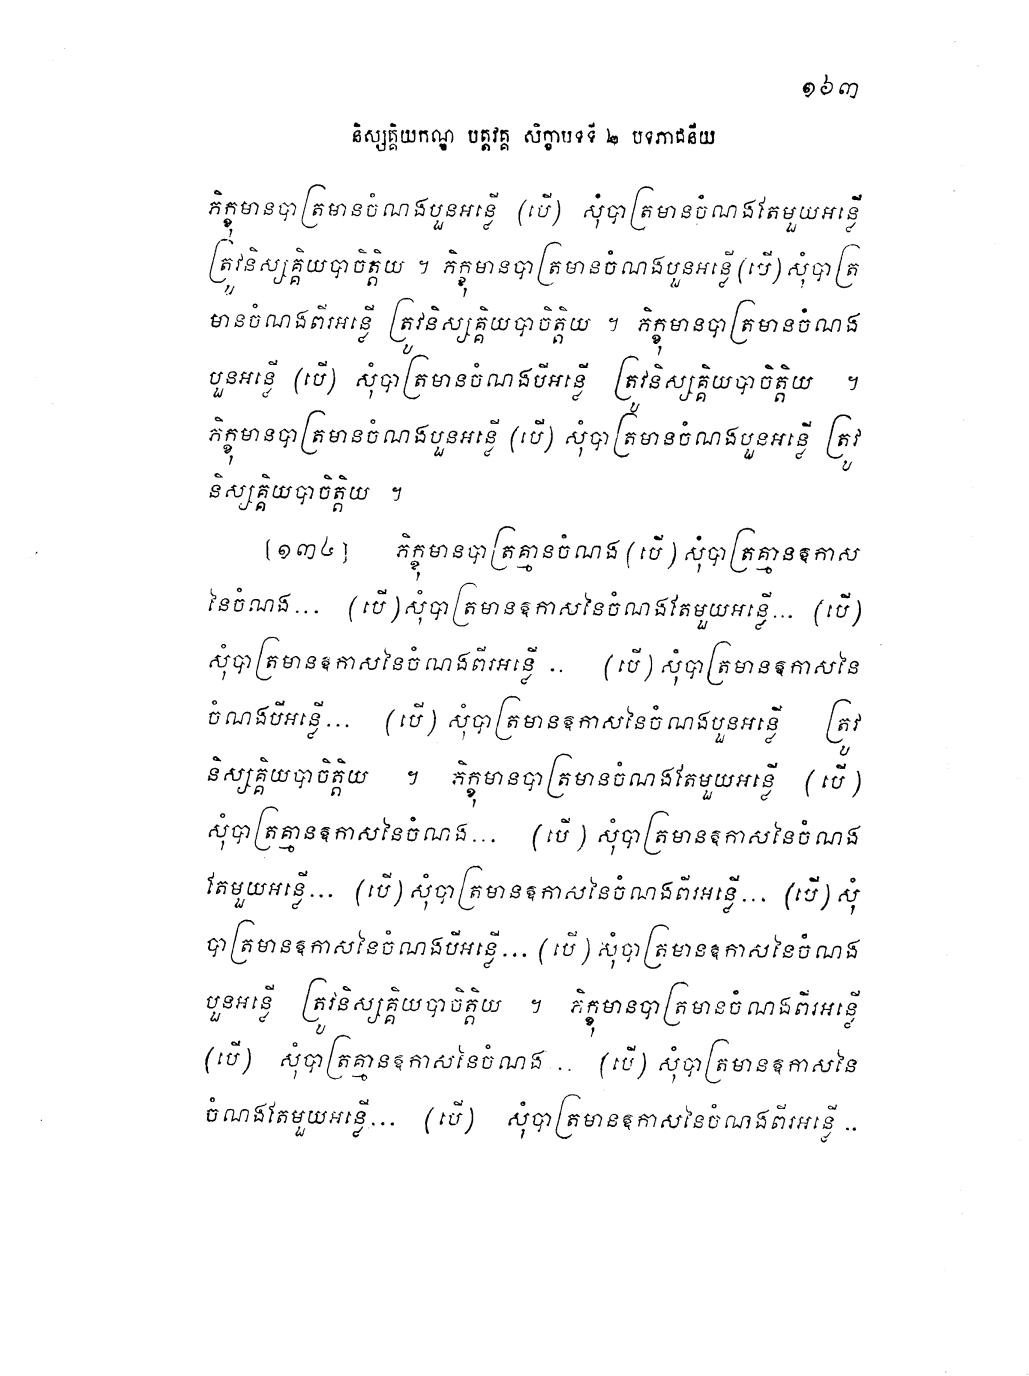 ១៦៣
និស្សគ្គិយកណ្ឌ បត្តវគ្គ សិក្ខាបទទី ២ បទភាជនីយ
ភិក្ខុមានបាត្រមានចំណងបួនអន្លើ (បើ) សុំបាត្រមានចំណងតែមួយអន្លើ
ត្រូវនិស្សគ្គិយបាចិត្តិយ ។ ភិក្ខុមានបាត្រមានចំណងបួនអន្លើ (បើ) សុំបាត្រ
មានចំណងពីរអន្លើ ត្រូវនិស្សគ្គិយបាចិត្តិយ ។ ភិក្ខុមានបាត្រមានចំណង
បួនអន្លើ (បើ) សុំបាត្រមានចំណងបីអន្លើ ត្រូវនិស្សគ្គិយបាចិត្តិយ ។
ភិក្ខុមានបាត្រមានចំណងបួនអន្លើ (បើ) សុំបាត្រមានចំណងបួនអន្លើ ត្រូវ
និស្សគ្គិយបាចិត្តិយ ។
[១៣៤] ភិក្ខុមានបាត្រគ្មានចំណង (បើ) សុំបាត្រគ្មានឱកាស
នៃចំណង... (បើ) សុំបាត្រមានឱកាសនៃចំណងតែមួយអន្លើ... (បើ)
សុំបាត្រមានឱកាសនៃចំណងពីរអន្លើ .. (បើ) សុំបាត្រមានឱកាសនៃ
ចំណងបីអន្លើ... (បើ) សុំបាត្រមានឱកាសនៃចំណងបួនអន្លើ ត្រូវ
និស្សគ្គិយបាចិត្តិយ ។ ភិក្ខុមានបាត្រមានចំណងតែមួយអន្លើ (បើ)
សុំបាត្រគ្មានឱកាសនៃចំណង... (បើ) សុំបាត្រមានឱកាសនៃចំណង
តែមួយអន្លើ... (បើ) សុំបាត្រមានឱកាសនៃចំណងពីរអន្លើ... (បើ) សុំ
បាត្រមានឱកាសនៃចំណងបីអន្លើ... (បើ) សុំបាត្រមានឱកាសនៃចំណង
បួនអន្លើ ត្រូវនិស្សគ្គិយបាចិត្តិយ ។ ភិក្ខុមានបាត្រមានចំណងពីរអន្លើ
(បើ) សុំបាត្រគ្មានឱកាសនៃចំណង .. (បើ) សុំបាត្រមានឱកាសនៃ
ចំណងតែមួយអន្លើ... (បើ) សុំបាត្រមានឱកាសនៃចំណងពីរអន្លើ ..